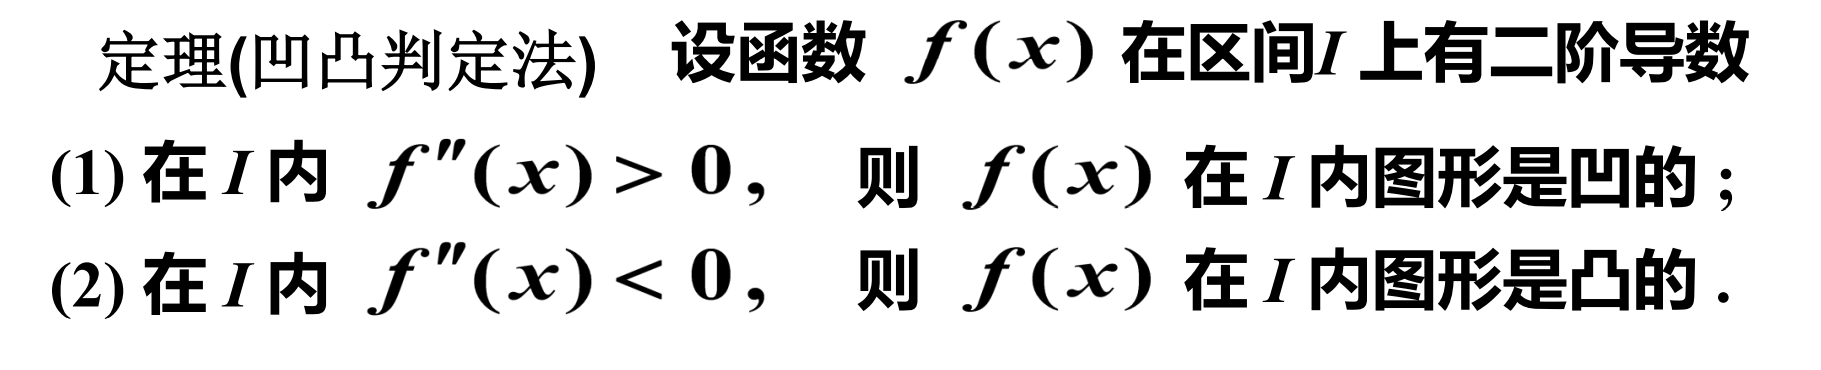 定理(凹凸判定法) 设函数 f(x) 在区间I 上有二阶导数
(1) 在 I 内 f″(x) > 0, 则 f(x) 在 I 内图形是凹的 ;
(2) 在 I 内 f″(x) < 0, 则 f(x) 在 I 内图形是凸的 .